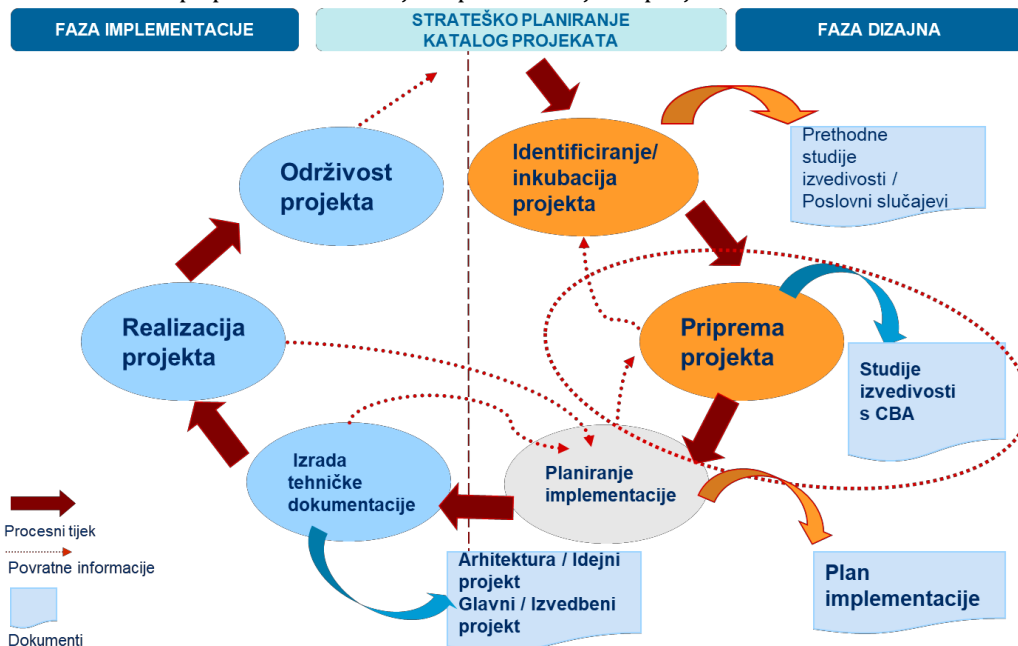 FAZA IMPLEMENTACIJE
STRATEŠKO PLANIRANJE
KATALOG PROJEKATA
FAZA DIZAJNA
Identificiranje/
inkubacija
projekta
Prethodne
studije
izvedivosti /
Poslovni slučajevi
Održivost
projekta
Realizacija
projekta
Priprema
projekta
Studije
izvedivosti
s CBA
Izrada
tehničke
dokumentacije
Planiranje
implementacije
Procesni tijek
Povratne informacije
Dokumenti
Arhitektura / Idejni
projekt
Glavni / Izvedbeni
projekt
Plan
implementacije